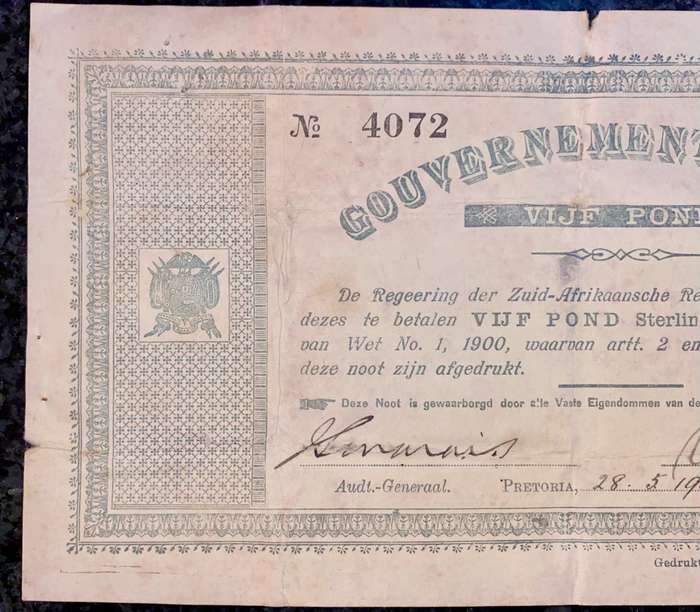 № 4072
GOUVERNEMENT
VIJF POND
De Regeering der Zuid-Afrikaansche Re
dezes te betalen VIJF POND Sterlin
van Wet No. 1, 1900, waarvan artt. 2 en
deze noot zijn afgedrukt.
Deze Noot is gewaarborgd door alle Vaste Eigendommen van de
Audt.-Generaal. PRETORIA, 28. 5 19
Gedrukt